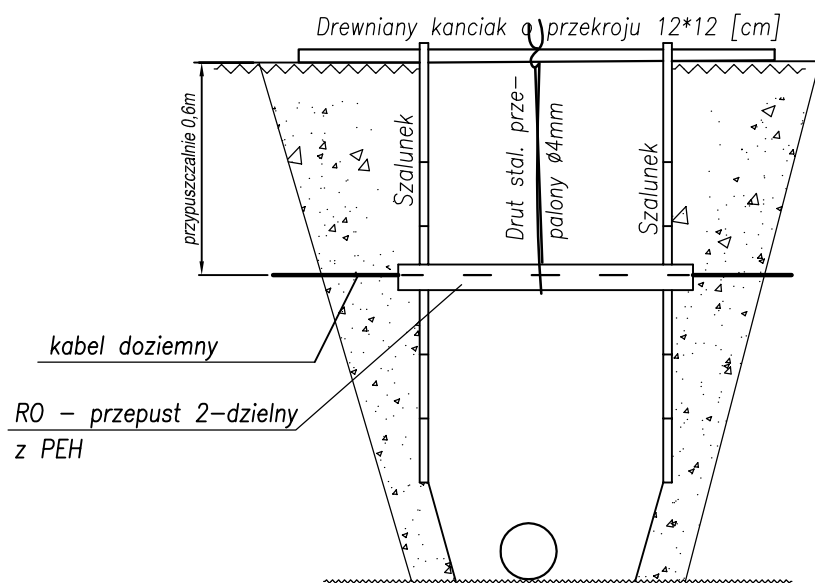 Drewniany kanciak o przekroju 12*12 [cm]
przypuszczalnie 0,6m
Szalunek
Drut stal. prze-
palony ø4mm
Szalunek
kabel doziemny
RO – przepust 2-dzielny
z PEH